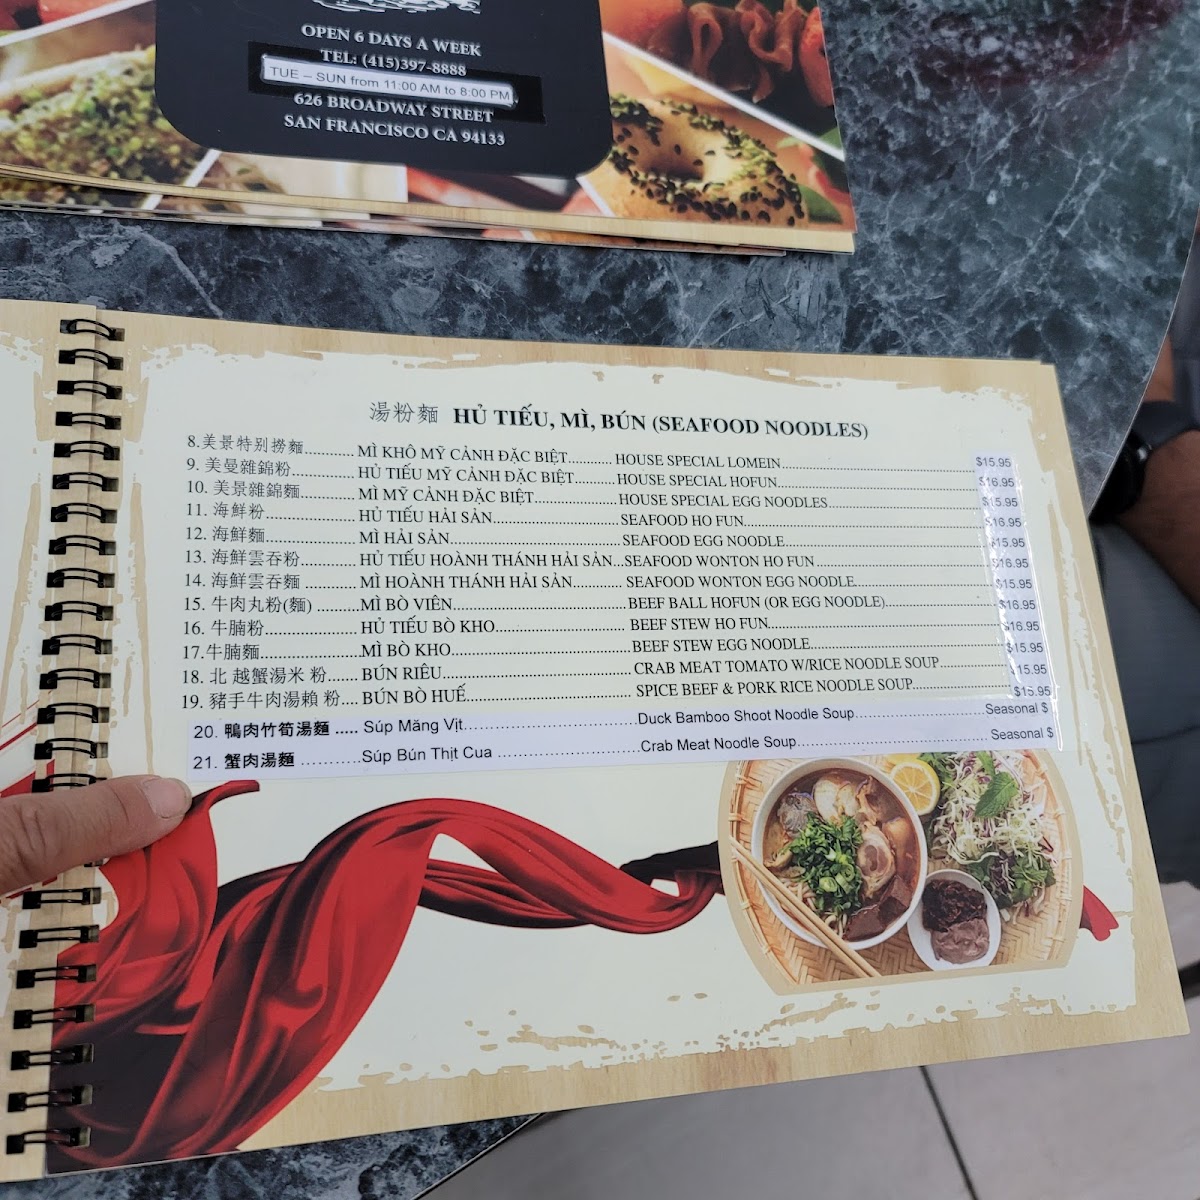 OPEN 6 DAYS A WEEK
TEL: (415)397-8888
TUE – SUN from 11:00 AM to 8:00 PM
626 BROADWAY STREET
SAN FRANCISCO CA 94133
湯粉麵 HỦ TIẾU, MÌ, BÚN (SEAFOOD NOODLES)
8.美景特别撈麵............MÌ KHÔ MỸ CẢNH ĐẶC BIỆT...........HOUSE SPECIAL LOMEIN............$15.95
9. 美曼雜錦粉............HỦ TIẾU MỸ CẢNH ĐẶC BIỆT..........HOUSE SPECIAL HOFUN............$16.95
10. 美景雜錦麵............MÌ MỸ CẢNH ĐẶC BIỆT............HOUSE SPECIAL EGG NOODLES............$15.95
11. 海鮮粉............HỦ TIẾU HẢI SẢN............SEAFOOD HO FUN............$16.95
12. 海鮮麵............MÌ HẢI SẢN............SEAFOOD EGG NOODLE............$15.95
13. 海鮮雲吞粉............HỦ TIẾU HOÀNH THÁNH HẢI SẢN...SEAFOOD WONTON HO FUN............$16.95
14. 海鮮雲吞麵............MÌ HOÀNH THÁNH HẢI SẢN............SEAFOOD WONTON EGG NOODLE............$15.95
15. 牛肉丸粉(麵) ..........MÌ BÒ VIÊN............BEEF BALL HOFUN (OR EGG NOODLE)............$16.95
16. 牛腩粉............HỦ TIẾU BÒ KHO............BEEF STEW HO FUN............$16.95
17.牛腩麵............MÌ BÒ KHO............BEEF STEW EGG NOODLE............$15.95
18. 北 越蟹湯米 粉.....BÚN RIÊU............CRAB MEAT TOMATO W/RICE NOODLE SOUP............$15.95
19. 豬手牛肉湯賴 粉....BÚN BÒ HUẾ............SPICE BEEF & PORK RICE NOODLE SOUP............$15.95
20. 鴨肉竹筍湯麵 ..... Súp Măng Vịt............Duck Bamboo Shoot Noodle Soup............Seasonal $
21. 蟹肉湯麵 ...........Súp Bún Thịt Cua ............Crab Meat Noodle Soup............Seasonal $